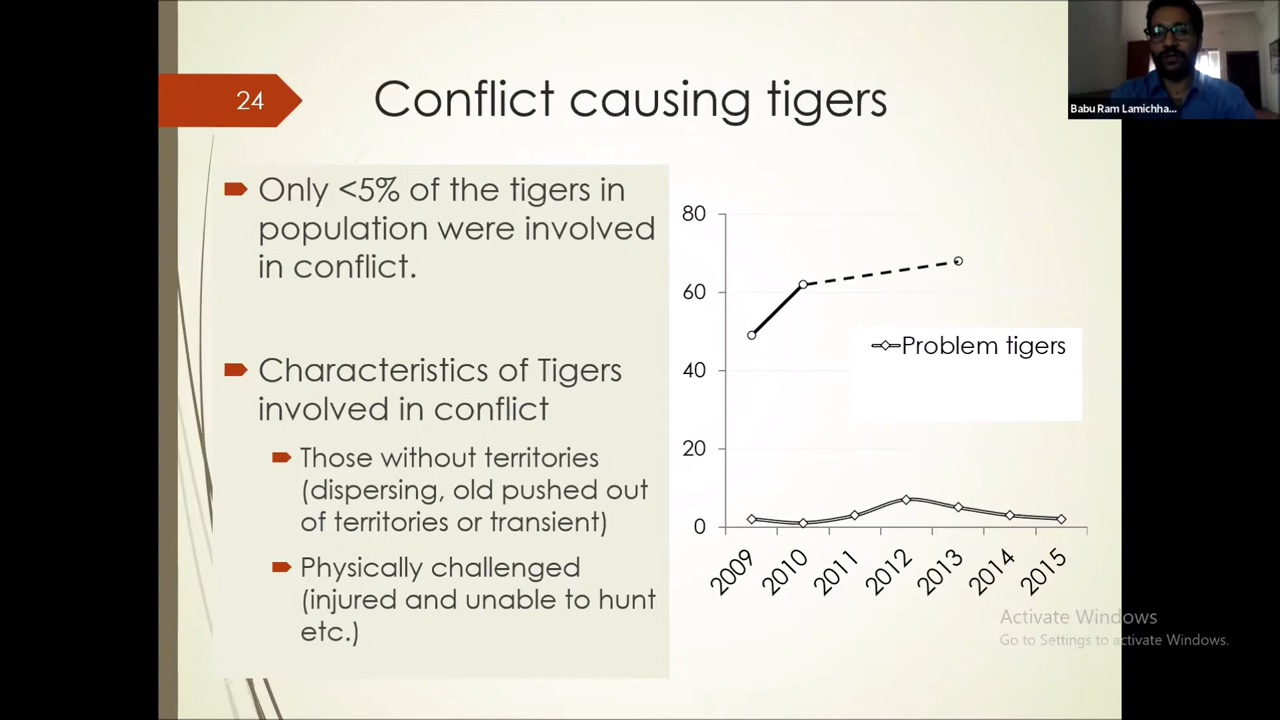 24
Conflict causing tigers
Babu Ram Lamichha...
Only <5% of the tigers in
population were involved
in conflict.
Characteristics of Tigers
involved in conflict
Those without territories
(dispersing, old pushed out
of territories or transient)
Physically challenged
(injured and unable to hunt
etc.)
80
60
40
20
0
Problem tigers
2009
2010
2011
2012
2013
2014
2015
Activate Windows
Go to Settings to activate Windows.